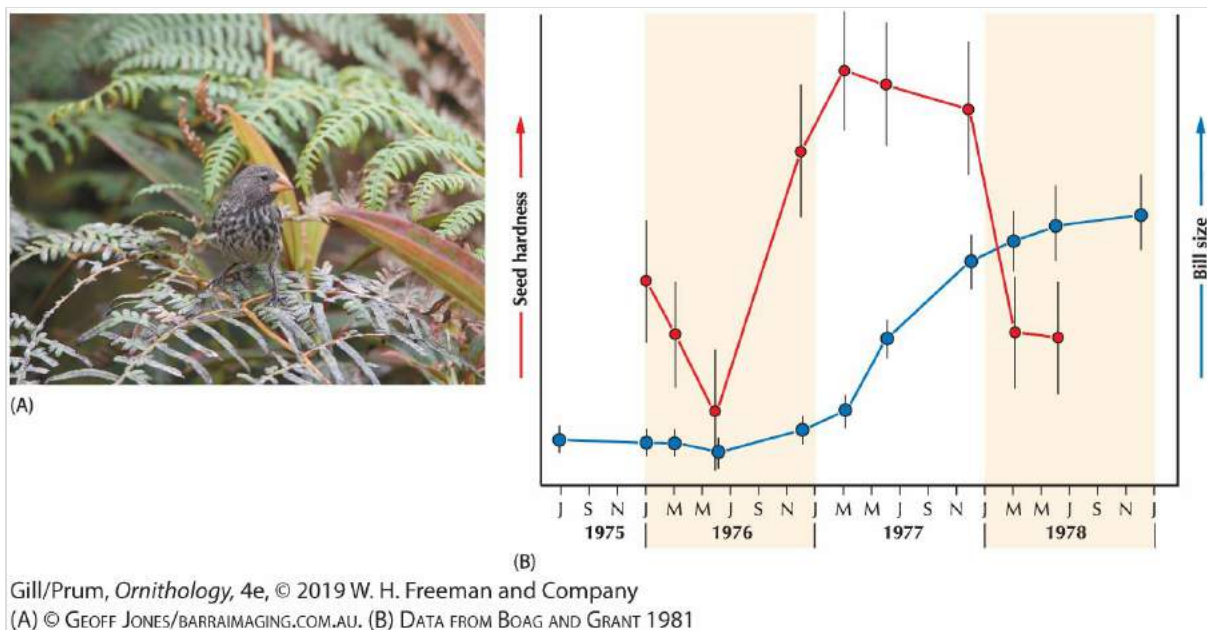 Seed hardness
Bill size
(A)
J S N J M M J S N J M M J S N J M M J S N J
1975 1976 1977 1978
(B)
Gill/Prum, Ornithology, 4e, © 2019 W. H. Freeman and Company
(A) © GEOFF JONES/BARRAIMAGING.COM.AU. (B) DATA FROM BOAG AND GRANT 1981